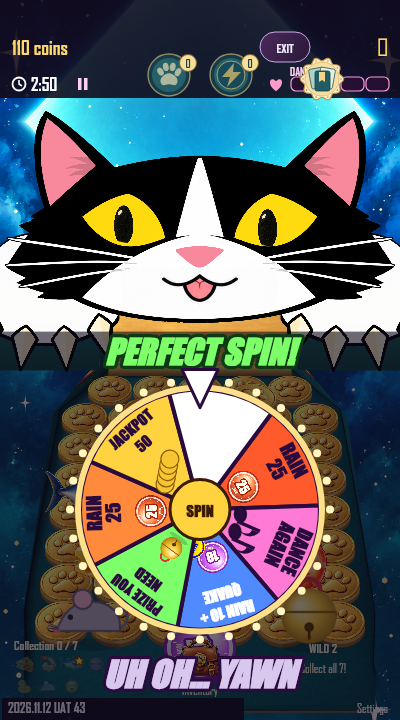 110 coins
EXIT
0
0
DAN
2:50
PERFECT SPIN!
JACKPOT
50
RAIN
25
RAIN
25
25
25
SPIN
DANCE
AGAIN
PRIZE YOU
NEED
10
RAIN 10 +
QUAKE
Collection 0 / 7
WILD 2
ollect all 7!
UH OH... YAWN
Inventory
2026.11.12 UAT 43
Settings